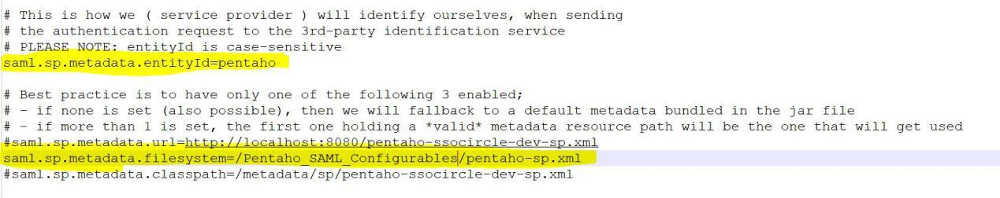 # This is how we ( service provider ) will identify ourselves, when sending
# the authentication request to the 3rd-party identification service
# PLEASE NOTE: entityId is case-sensitive
saml.sp.metadata.entityId=pentaho
# Best practice is to have only one of the following 3 enabled;
# - if none is set (also possible), then we will fallback to a default metadata bundled in the jar file
# - if more than 1 is set, the first one holding a *valid* metadata resource path will be the one that will get used
#saml.sp.metadata.url=http://localhost:8080/pentaho-ssocircle-dev-sp.xml
saml.sp.metadata.filesystem=/Pentaho_SAML_Configurables/pentaho-sp.xml
#saml.sp.metadata.classpath=/metadata/sp/pentaho-ssocircle-dev-sp.xml